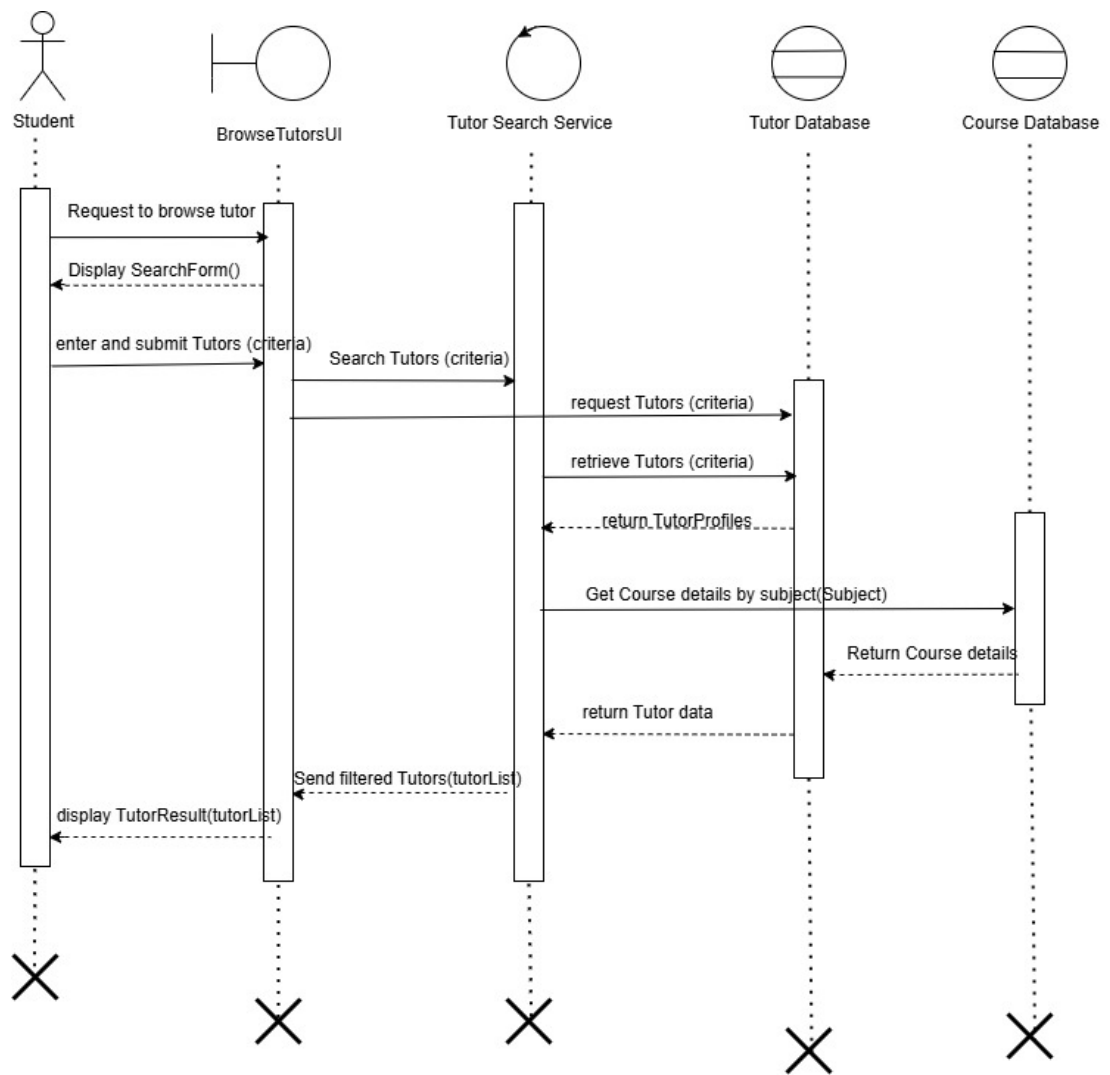 Student
BrowseTutorsUI
Tutor Search Service
Tutor Database
Course Database
Request to browse tutor
Display SearchForm()
enter and submit Tutors (criteria)
Search Tutors (criteria)
request Tutors (criteria)
retrieve Tutors (criteria)
return TutorProfiles
Get Course details by subject(Subject)
Return Course details
return Tutor data
Send filtered Tutors(tutorList)
display TutorResult(tutorList)